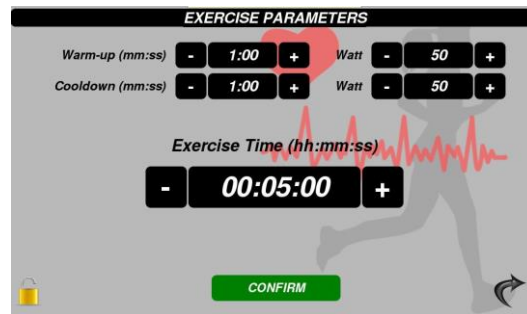 EXERCISE PARAMETERS
Warm-up (mm:ss) - 1:00 + Watt - 50 +
Cooldown (mm:ss) - 1:00 + Watt - 50 +
Exercise Time (hh:mm:ss)
- 00:05:00 +
CONFIRM